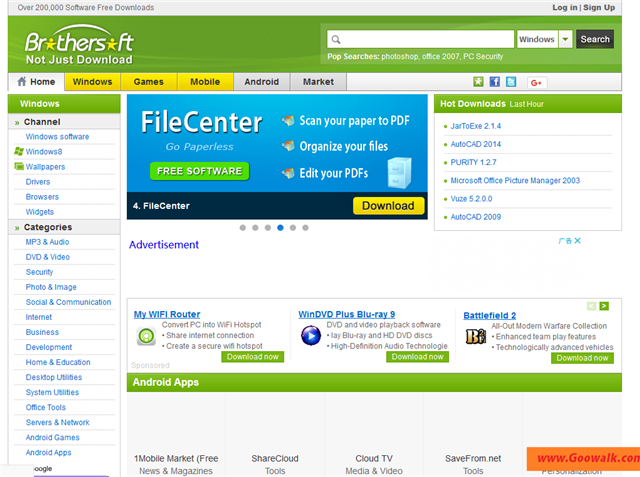 Over 200,000 Software Free Downloads
Log in | Sign Up
Brothersoft
Not Just Download
Windows
Search
Pop Searches: photoshop, office 2007, PC Security
Home
Windows
Games
Mobile
Android
Market
G+
Windows
» Channel
Windows software
Windows8
Wallpapers
Drivers
Browsers
Widgets
» Categories
MP3 & Audio
DVD & Video
Security
Photo & Image
Social & Communication
Internet
Business
Development
Home & Education
Desktop Utilities
System Utilities
Office Tools
Servers & Network
Android Games
Android Apps
oogle
FileCenter
Go Paperless
FREE SOFTWARE
Scan your paper to PDF
Organize your files
Edit your PDFs
4. FileCenter
Download
Hot Downloads Last Hour
JarToExe 2.1.4
AutoCAD 2014
PURITY 1.2.7
Microsoft Office Picture Manager 2003
Vuze 5.2.0.0
AutoCAD 2009
Advertisement
广告
My WIFI Router
Convert PC into WiFi Hotspot
• Share internet connection
• Create a secure wifi hotspot
Download now
WinDVD Plus Blu-ray 9
DVD and video playback software
• lay Blu-ray and HD DVD discs
• High-Definition Audio Technologie
Download now
Battlefield 2
All-Out Modern Warfare Collection
• Enhanced team play features
• Technologically advanced vehicles
Download now
Sponsored
Android Apps
1Mobile Market (Free
News & Magazines
ShareCloud
Tools
Cloud TV
Media & Video
SaveFrom.net
Tools
Personalization
www.Goowalk.com